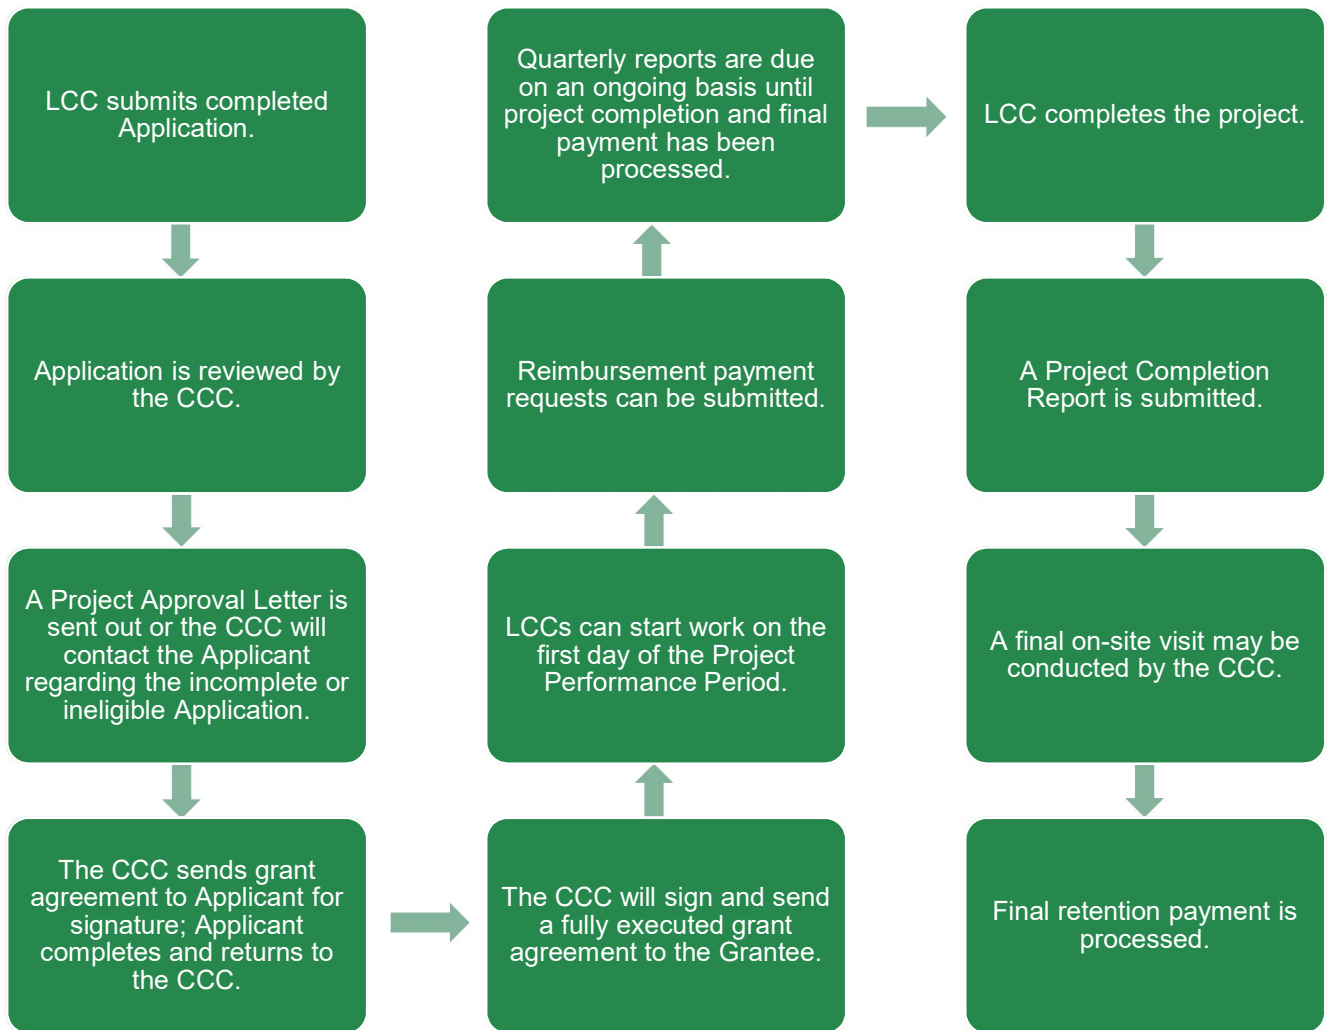 LCC submits completed
Application.
Application is reviewed by
the CCC.
A Project Approval Letter is
sent out or the CCC will
contact the Applicant
regarding the incomplete or
ineligible Application.
The CCC sends grant
agreement to Applicant for
signature; Applicant
completes and returns to
the CCC.
The CCC will sign and send
a fully executed grant
agreement to the Grantee.
LCCs can start work on the
first day of the Project
Performance Period.
Reimbursement payment
requests can be submitted.
Quarterly reports are due
on an ongoing basis until
project completion and final
payment has been
processed.
LCC completes the project.
A Project Completion
Report is submitted.
A final on-site visit may be
conducted by the CCC.
Final retention payment is
processed.